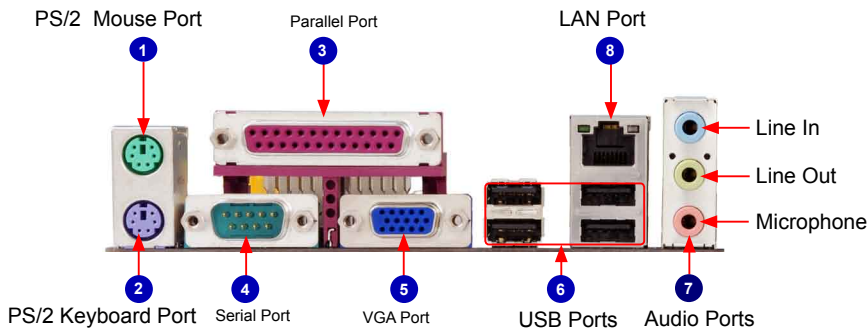 PS/2 Mouse Port
Parallel Port
LAN Port
1
3
8
Line In
Line Out
Microphone
2
4
5
6
7
PS/2 Keyboard Port
Serial Port
VGA Port
USB Ports
Audio Ports